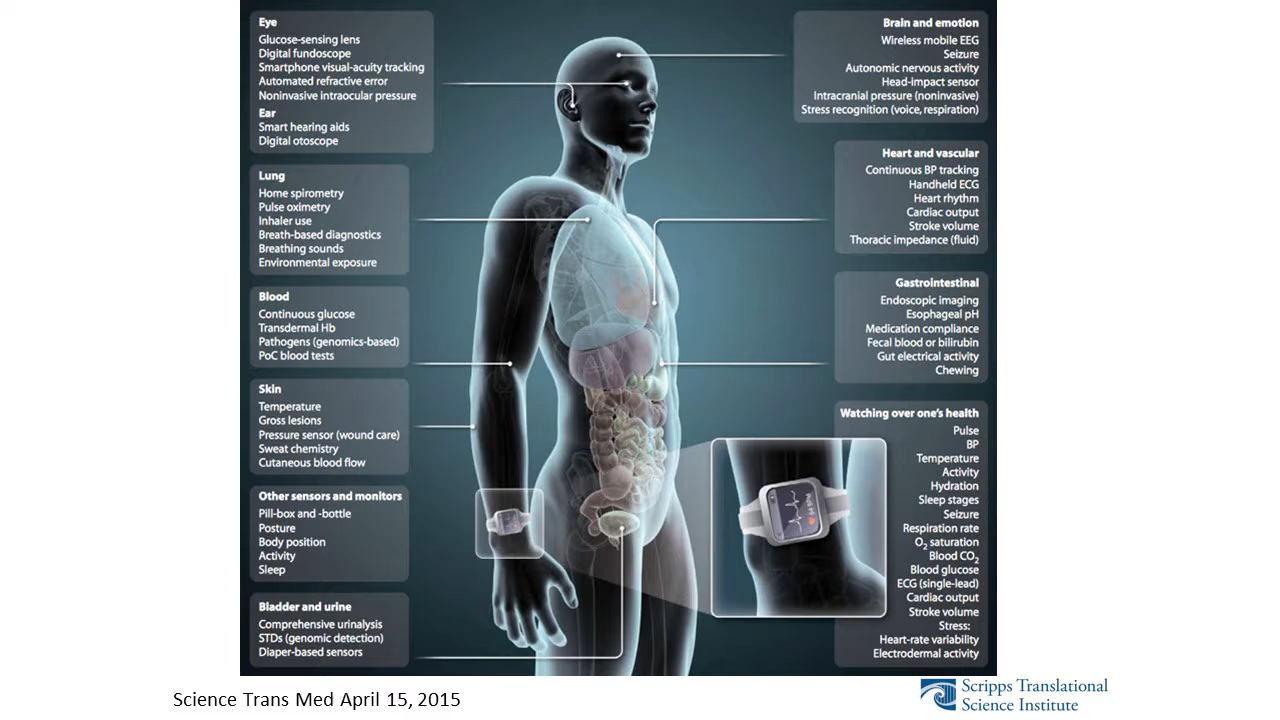 Eye
Glucose-sensing lens
Digital fundoscope
Smartphone visual-acuity tracking
Automated refractive error
Noninvasive intraocular pressure
Ear
Smart hearing aids
Digital otoscope
Lung
Home spirometry
Pulse oximetry
Inhaler use
Breath-based diagnostics
Breathing sounds
Environmental exposure
Blood
Continuous glucose
Transdermal Hb
Pathogens (genomics-based)
PoC blood tests
Skin
Temperature
Gross lesions
Pressure sensor (wound care)
Sweat chemistry
Cutaneous blood flow
Other sensors and monitors
Pill-box and -bottle
Posture
Body position
Activity
Sleep
Bladder and urine
Comprehensive urinalysis
STDs (genomic detection)
Diaper-based sensors
Brain and emotion
Wireless mobile EEG
Seizure
Autonomic nervous activity
Head-impact sensor
Intracranial pressure (noninvasive)
Stress recognition (voice, respiration)
Heart and vascular
Continuous BP tracking
Handheld ECG
Heart rhythm
Cardiac output
Stroke volume
Thoracic impedance (fluid)
Gastrointestinal
Endoscopic imaging
Esophageal pH
Medication compliance
Fecal blood or bilirubin
Gut electrical activity
Chewing
Watching over one's health
Pulse
BP
Temperature
Activity
Hydration
Sleep stages
Seizure
Respiration rate
O2 saturation
Blood CO2
Blood glucose
ECG (single-lead)
Cardiac output
Stroke volume
Stress:
Heart-rate variability
Electrodermal activity
Science Trans Med April 15, 2015
Scripps Translational
Science Institute